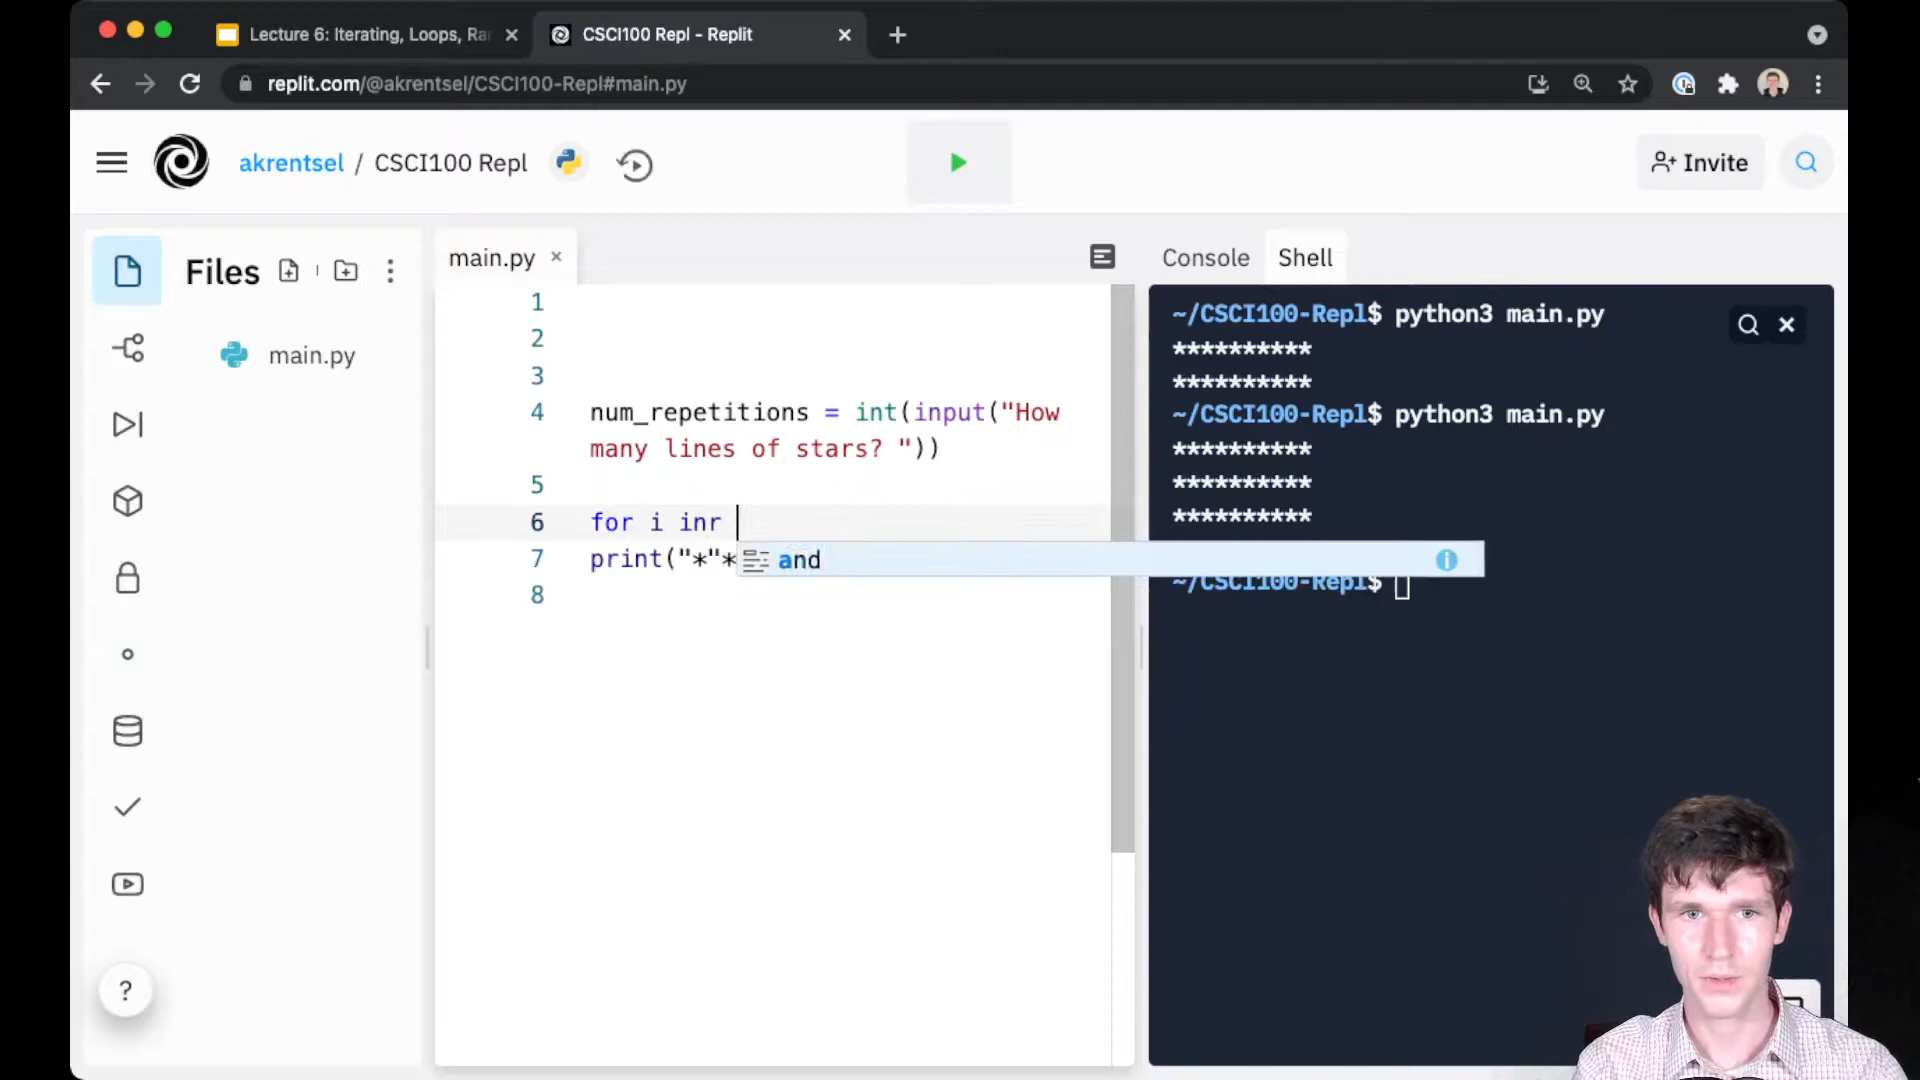 Lecture 6: Iterating, Loops, Ra
CSCI100 Repl - Replit
replit.com/@akrentsel/CSCI100-Repl#main.py
akrentsel / CSCI100 Repl
Invite
Files
main.py
Console
Shell
main.py
1
2
3
4 num_repetitions = int(input("How
many lines of stars? "))
5
6 for i inr
7 print("*"*
and
8
~/CSCI100-Repl$ python3 main.py
**********
**********
~/CSCI100-Repl$ python3 main.py
**********
**********
**********
~/CSCI100-Repl$
?